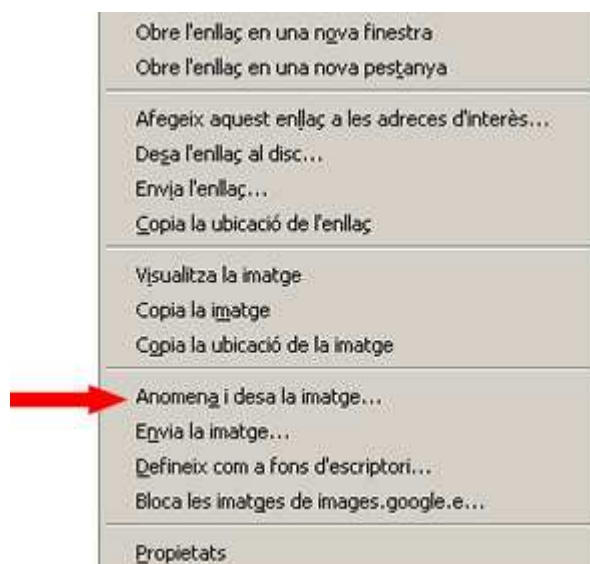 Obre l'enllaç en una nova finestra
Obre l'enllaç en una nova pestanya
Afegeix aquest enllaç a les adreces d'interès...
Desa l'enllaç al disc...
Envia l'enllaç...
Copia la ubicació de l'enllaç
Visualitza la imatge
Copia la imatge
Copia la ubicació de la imatge
Anomena i desa la imatge...
Envia la imatge...
Defineix com a fons d'escriptori...
Bloca les imatges de images.google.e...
Propietats